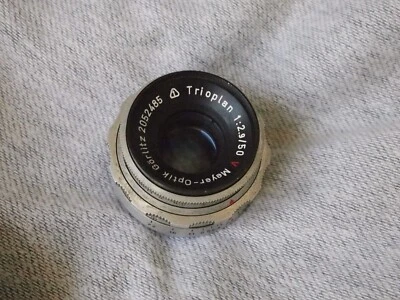 Trioplan 1:2.9/50 V Meyer-Optik Görlitz 2052485